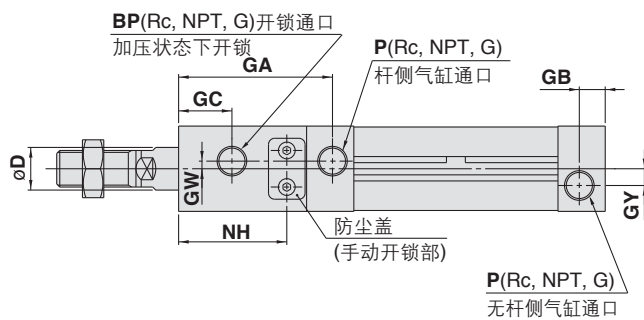 BP(Rc, NPT, G)开锁通口
加压状态下开锁
P(Rc, NPT, G)
杆侧气缸通口
GA
GB
GC
øD
GW
GY
NH
防尘盖
(手动开锁部)
P(Rc, NPT, G)
无杆侧气缸通口